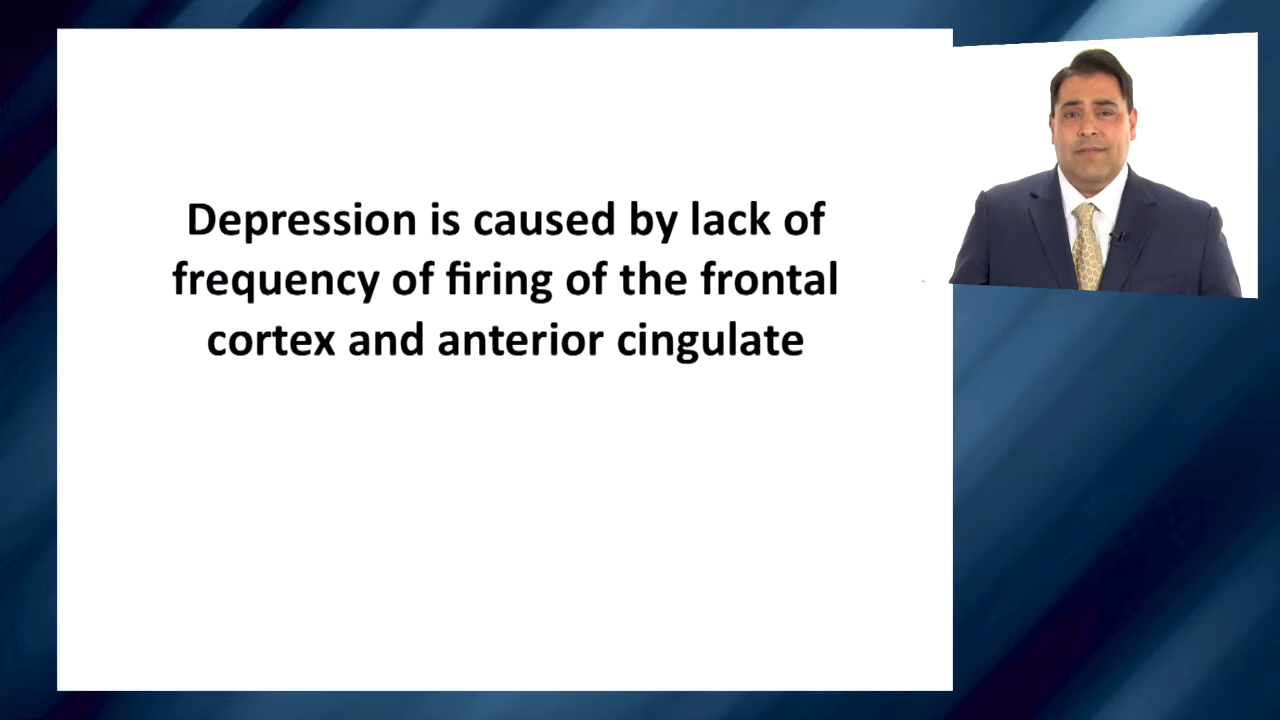 Depression is caused by lack of
frequency of firing of the frontal
cortex and anterior cingulate